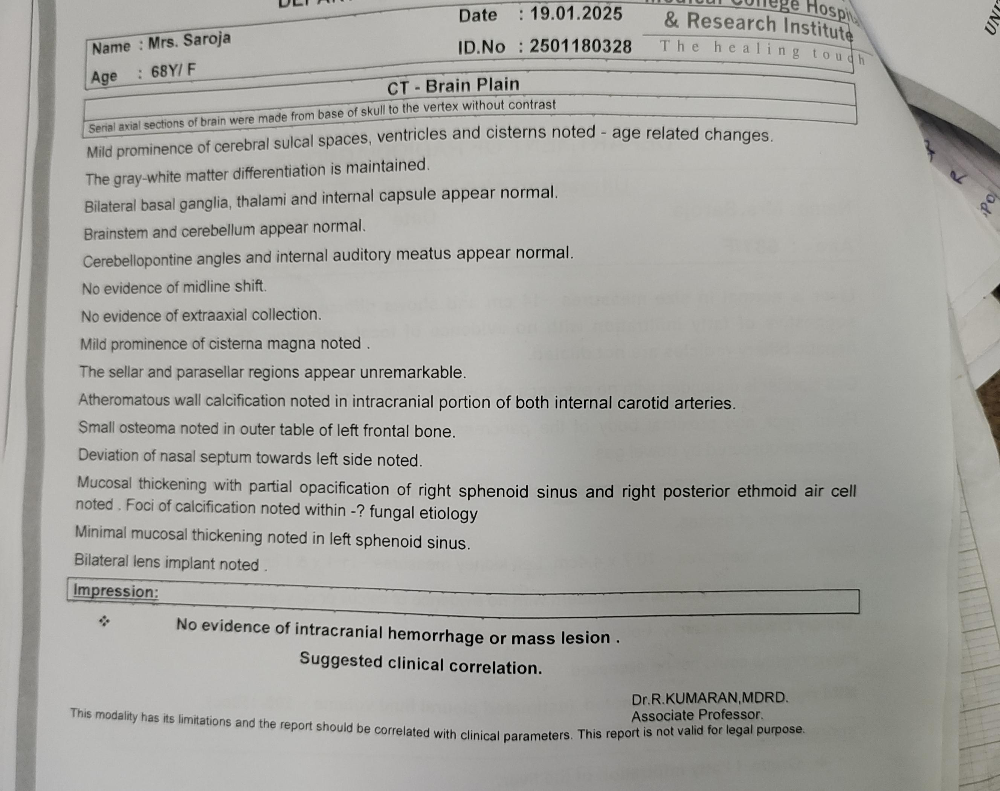 Date : 19.01.2025
College Hospital
& Research Institute
The healing touch
Name : Mrs. Saroja
ID.No : 2501180328
Age : 68Y/ F
CT - Brain Plain
Serial axial sections of brain were made from base of skull to the vertex without contrast
Mild prominence of cerebral sulcal spaces, ventricles and cisterns noted - age related changes.
The gray-white matter differentiation is maintained.
Bilateral basal ganglia, thalami and internal capsule appear normal.
Brainstem and cerebellum appear normal.
Cerebellopontine angles and internal auditory meatus appear normal.
No evidence of midline shift.
No evidence of extraaxial collection.
Mild prominence of cisterna magna noted .
The sellar and parasellar regions appear unremarkable.
Atheromatous wall calcification noted in intracranial portion of both internal carotid arteries.
Small osteoma noted in outer table of left frontal bone.
Deviation of nasal septum towards left side noted.
Mucosal thickening with partial opacification of right sphenoid sinus and right posterior ethmoid air cell
noted . Foci of calcification noted within -? fungal etiology
Minimal mucosal thickening noted in left sphenoid sinus.
Bilateral lens implant noted .
Impression:
❖ No evidence of intracranial hemorrhage or mass lesion .
Suggested clinical correlation.
Dr.R.KUMARAN,MDRD.
Associate Professor.
This modality has its limitations and the report should be correlated with clinical parameters. This report is not valid for legal purpose.